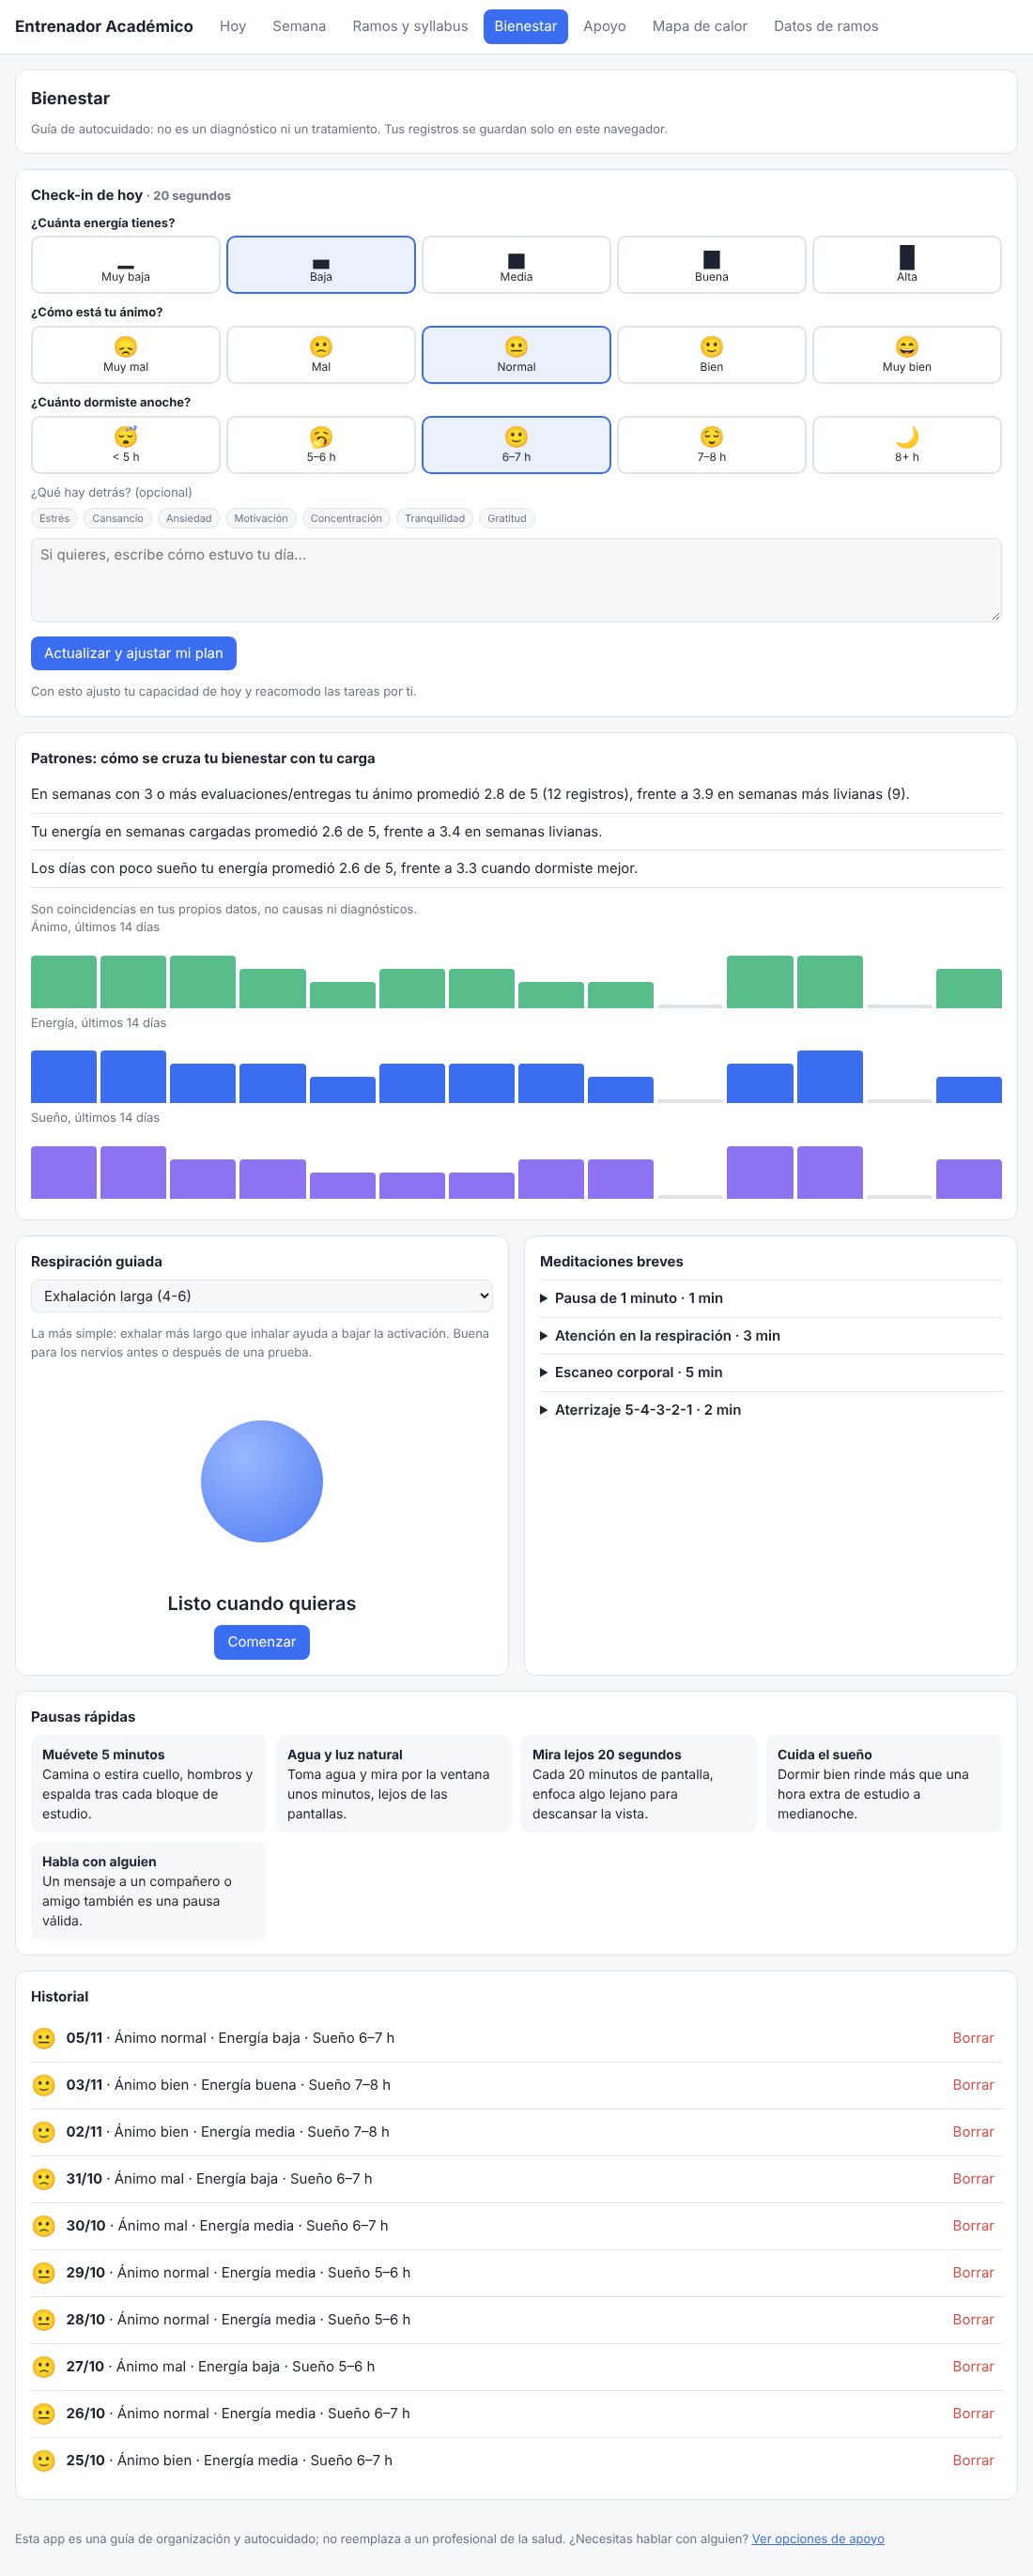 Entrenador Académico Hoy Semana Ramos y syllabus Bienestar Apoyo Mapa de calor Datos de ramos
Bienestar
Guía de autocuidado: no es un diagnóstico ni un tratamiento. Tus registros se guardan solo en este navegador.
Check-in de hoy · 20 segundos
¿Cuánta energía tienes?
Muy baja Baja Media Buena Alta
¿Cómo está tu ánimo?
Muy mal Mal Normal Bien Muy bien
¿Cuánto dormiste anoche?
< 5 h 5–6 h 6–7 h 7–8 h 8+ h
¿Qué hay detrás? (opcional)
Estrés Cansancio Ansiedad Motivación Concentración Tranquilidad Gratitud
Si quieres, escribe cómo estuvo tu día...
Actualizar y ajustar mi plan
Con esto ajusto tu capacidad de hoy y reacomodo las tareas por ti.
Patrones: cómo se cruza tu bienestar con tu carga
En semanas con 3 o más evaluaciones/entregas tu ánimo promedió 2.8 de 5 (12 registros), frente a 3.9 en semanas más livianas (9).
Tu energía en semanas cargadas promedió 2.6 de 5, frente a 3.4 en semanas livianas.
Los días con poco sueño tu energía promedió 2.6 de 5, frente a 3.3 cuando dormiste mejor.
Son coincidencias en tus propios datos, no causas ni diagnósticos.
Ánimo, últimos 14 días
Energía, últimos 14 días
Sueño, últimos 14 días
Respiración guiada
Exhalación larga (4-6)
La más simple: exhalar más largo que inhalar ayuda a bajar la activación. Buena
para los nervios antes o después de una prueba.
Listo cuando quieras
Comenzar
Meditaciones breves
Pausa de 1 minuto · 1 min
Atención en la respiración · 3 min
Escaneo corporal · 5 min
Aterrizaje 5-4-3-2-1 · 2 min
Pausas rápidas
Muévete 5 minutos
Camina o estira cuello, hombros y
espalda tras cada bloque de
estudio.
Agua y luz natural
Toma agua y mira por la ventana
unos minutos, lejos de las
pantallas.
Mira lejos 20 segundos
Cada 20 minutos de pantalla,
enfoca algo lejano para
descansar la vista.
Cuida el sueño
Dormir bien rinde más que una
hora extra de estudio a
medianoche.
Habla con alguien
Un mensaje a un compañero o
amigo también es una pausa
válida.
Historial
05/11 · Ánimo normal · Energía baja · Sueño 6–7 h Borrar
03/11 · Ánimo bien · Energía buena · Sueño 7–8 h Borrar
02/11 · Ánimo bien · Energía media · Sueño 7–8 h Borrar
31/10 · Ánimo mal · Energía baja · Sueño 6–7 h Borrar
30/10 · Ánimo mal · Energía media · Sueño 6–7 h Borrar
29/10 · Ánimo normal · Energía media · Sueño 5–6 h Borrar
28/10 · Ánimo normal · Energía media · Sueño 5–6 h Borrar
27/10 · Ánimo mal · Energía baja · Sueño 5–6 h Borrar
26/10 · Ánimo normal · Energía media · Sueño 6–7 h Borrar
25/10 · Ánimo bien · Energía media · Sueño 6–7 h Borrar
Esta app es una guía de organización y autocuidado; no reemplaza a un profesional de la salud. ¿Necesitas hablar con alguien? Ver opciones de apoyo